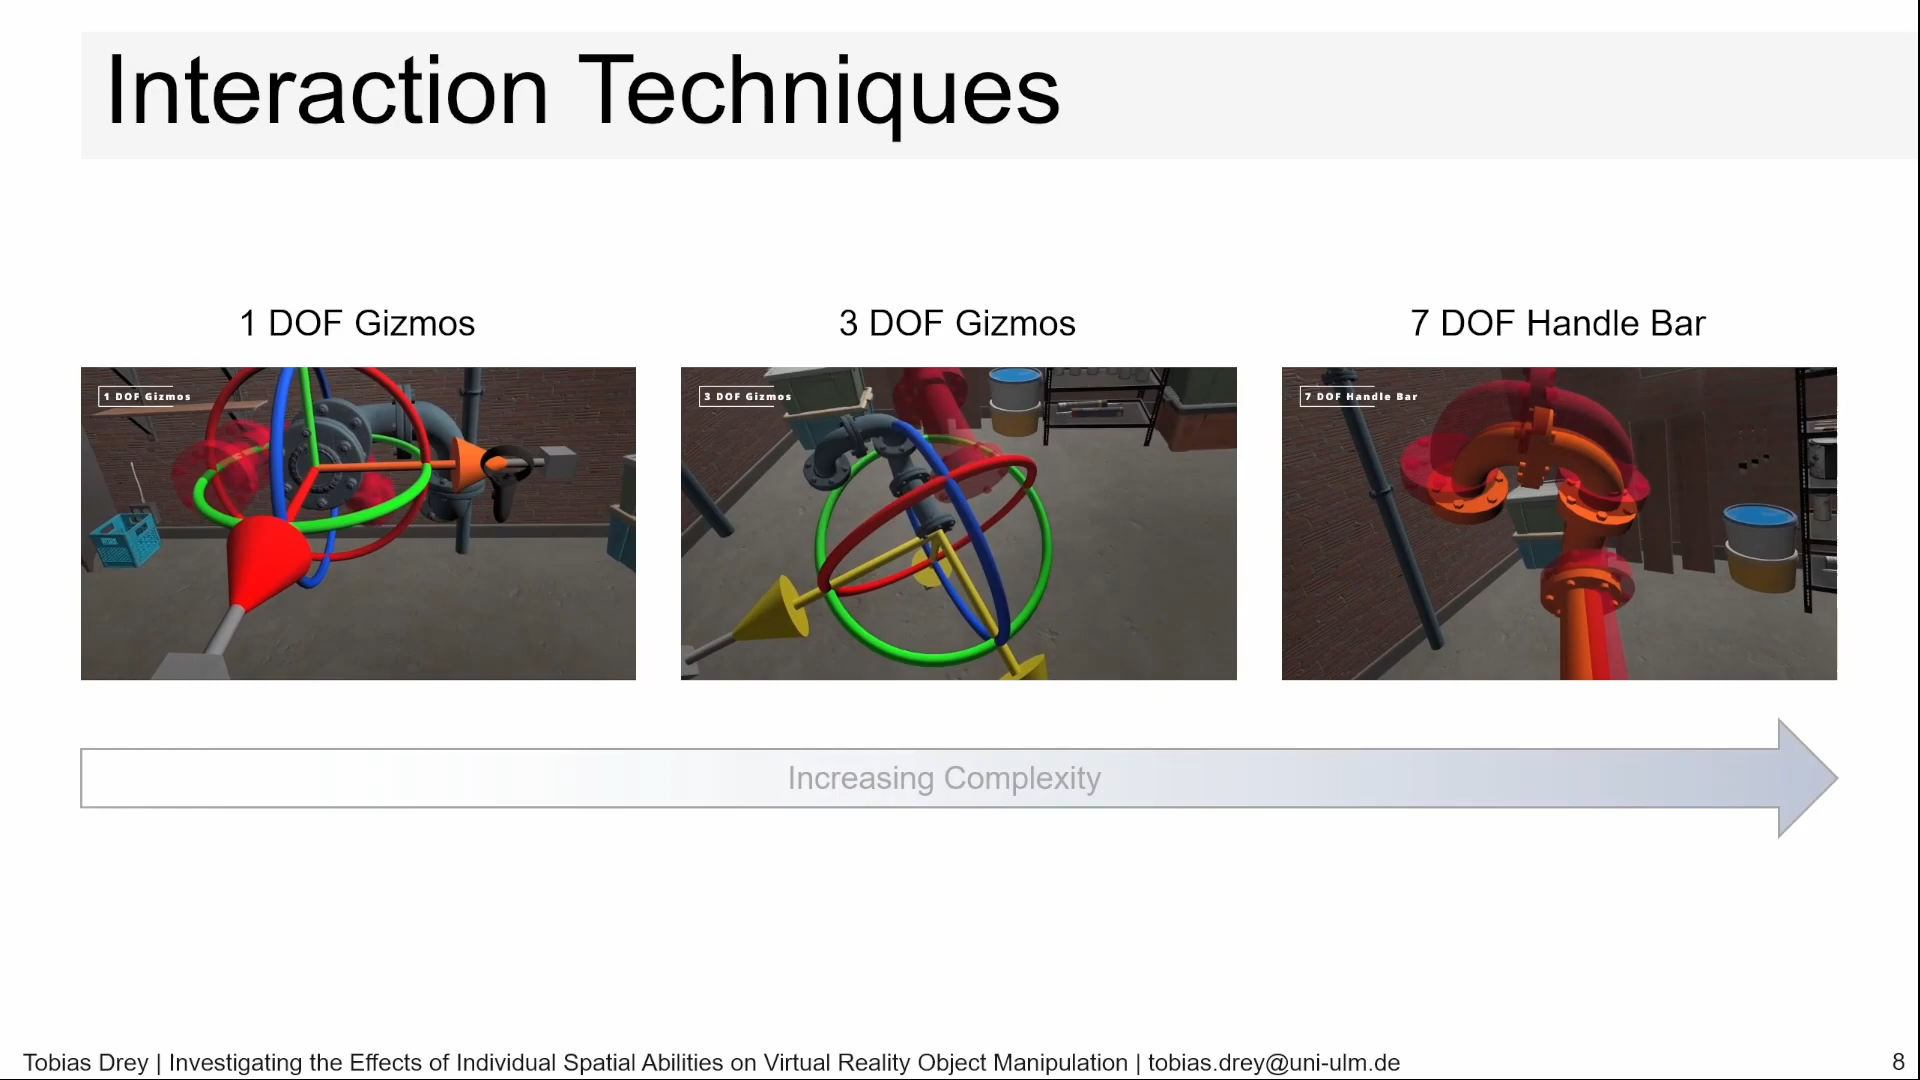 Interaction Techniques
1 DOF Gizmos
3 DOF Gizmos
7 DOF Handle Bar
1 DOF Gizmos
3 DOF Gizmos
7 DOF Handle Bar
Increasing Complexity
Tobias Drey | Investigating the Effects of Individual Spatial Abilities on Virtual Reality Object Manipulation | tobias.drey@uni-ulm.de
8